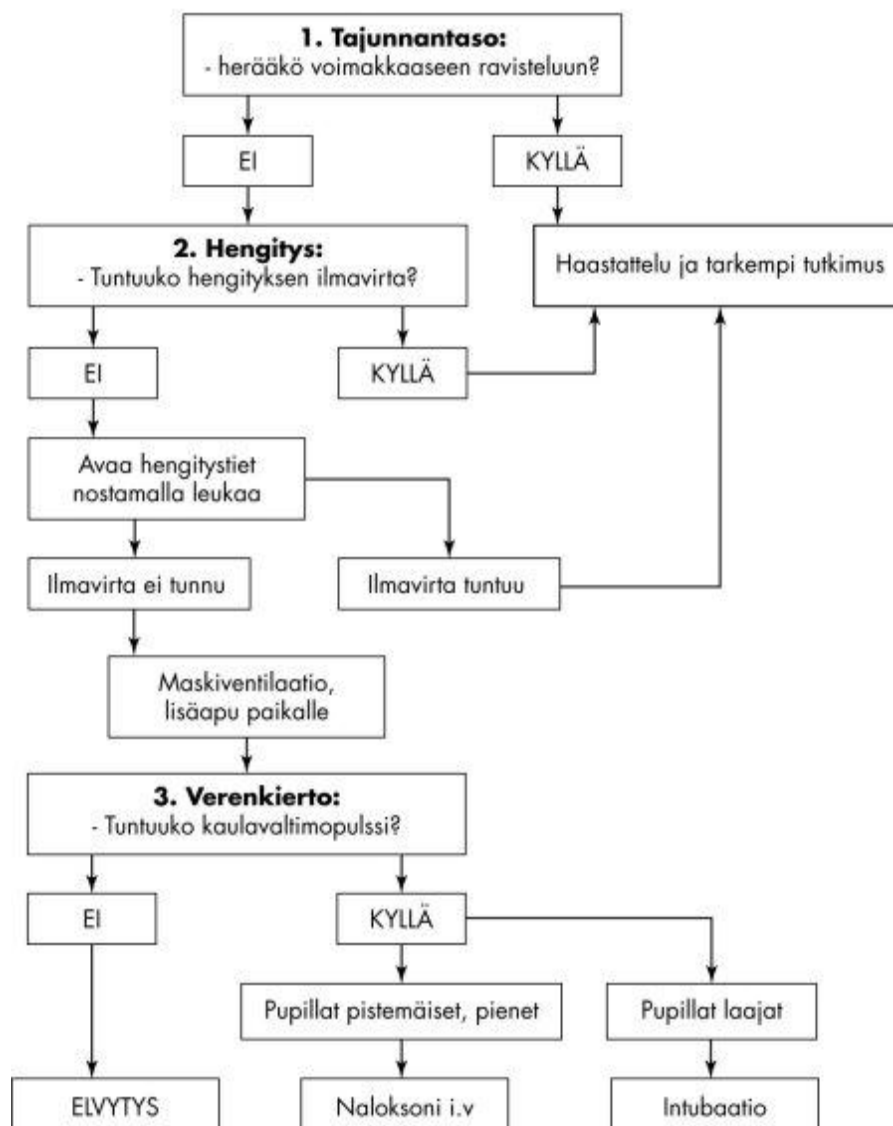 1. Tajunnantaso:
- herääkö voimakkaaseen ravisteluun?
EI
KYLLÄ
2. Hengitys:
- Tuntuuko hengityksen ilmavirta?
Haastattelu ja tarkempi tutkimus
EI
KYLLÄ
Avaa hengitystiet
nostamalla leukaa
Ilmavirta ei tunnu
Ilmavirta tuntuu
Maskiventilaatio,
lisäapu paikalle
3. Verenkierto:
- Tuntuuko kaulavaltimopulssi?
EI
KYLLÄ
Pupillat pistemäiset, pienet
Pupillat laajat
ELVYTYS
Naloksoni i.v
Intubaatio